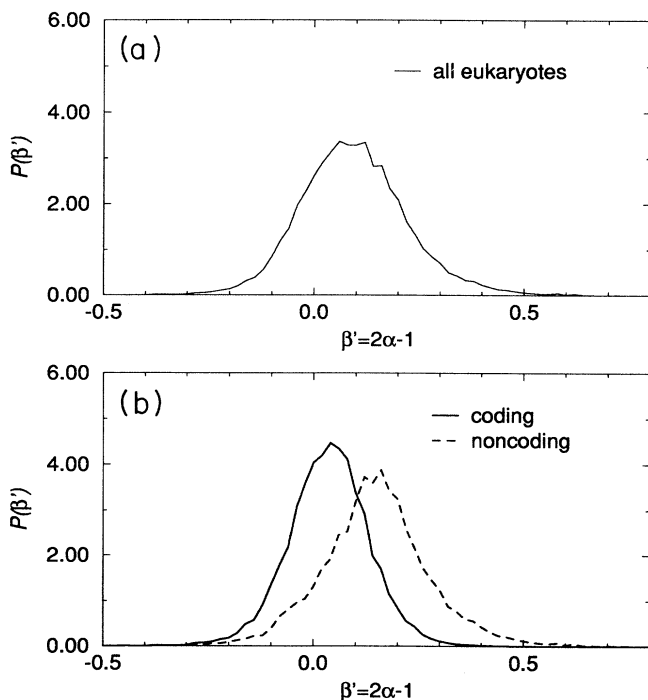 6.00
(a)
all eukaryotes
4.00
P(β')
2.00
0.00
-0.5 0.0 0.5
β'=2α-1
6.00
(b)
coding
noncoding
4.00
P(β')
2.00
0.00
-0.5 0.0 0.5
β'=2α-1